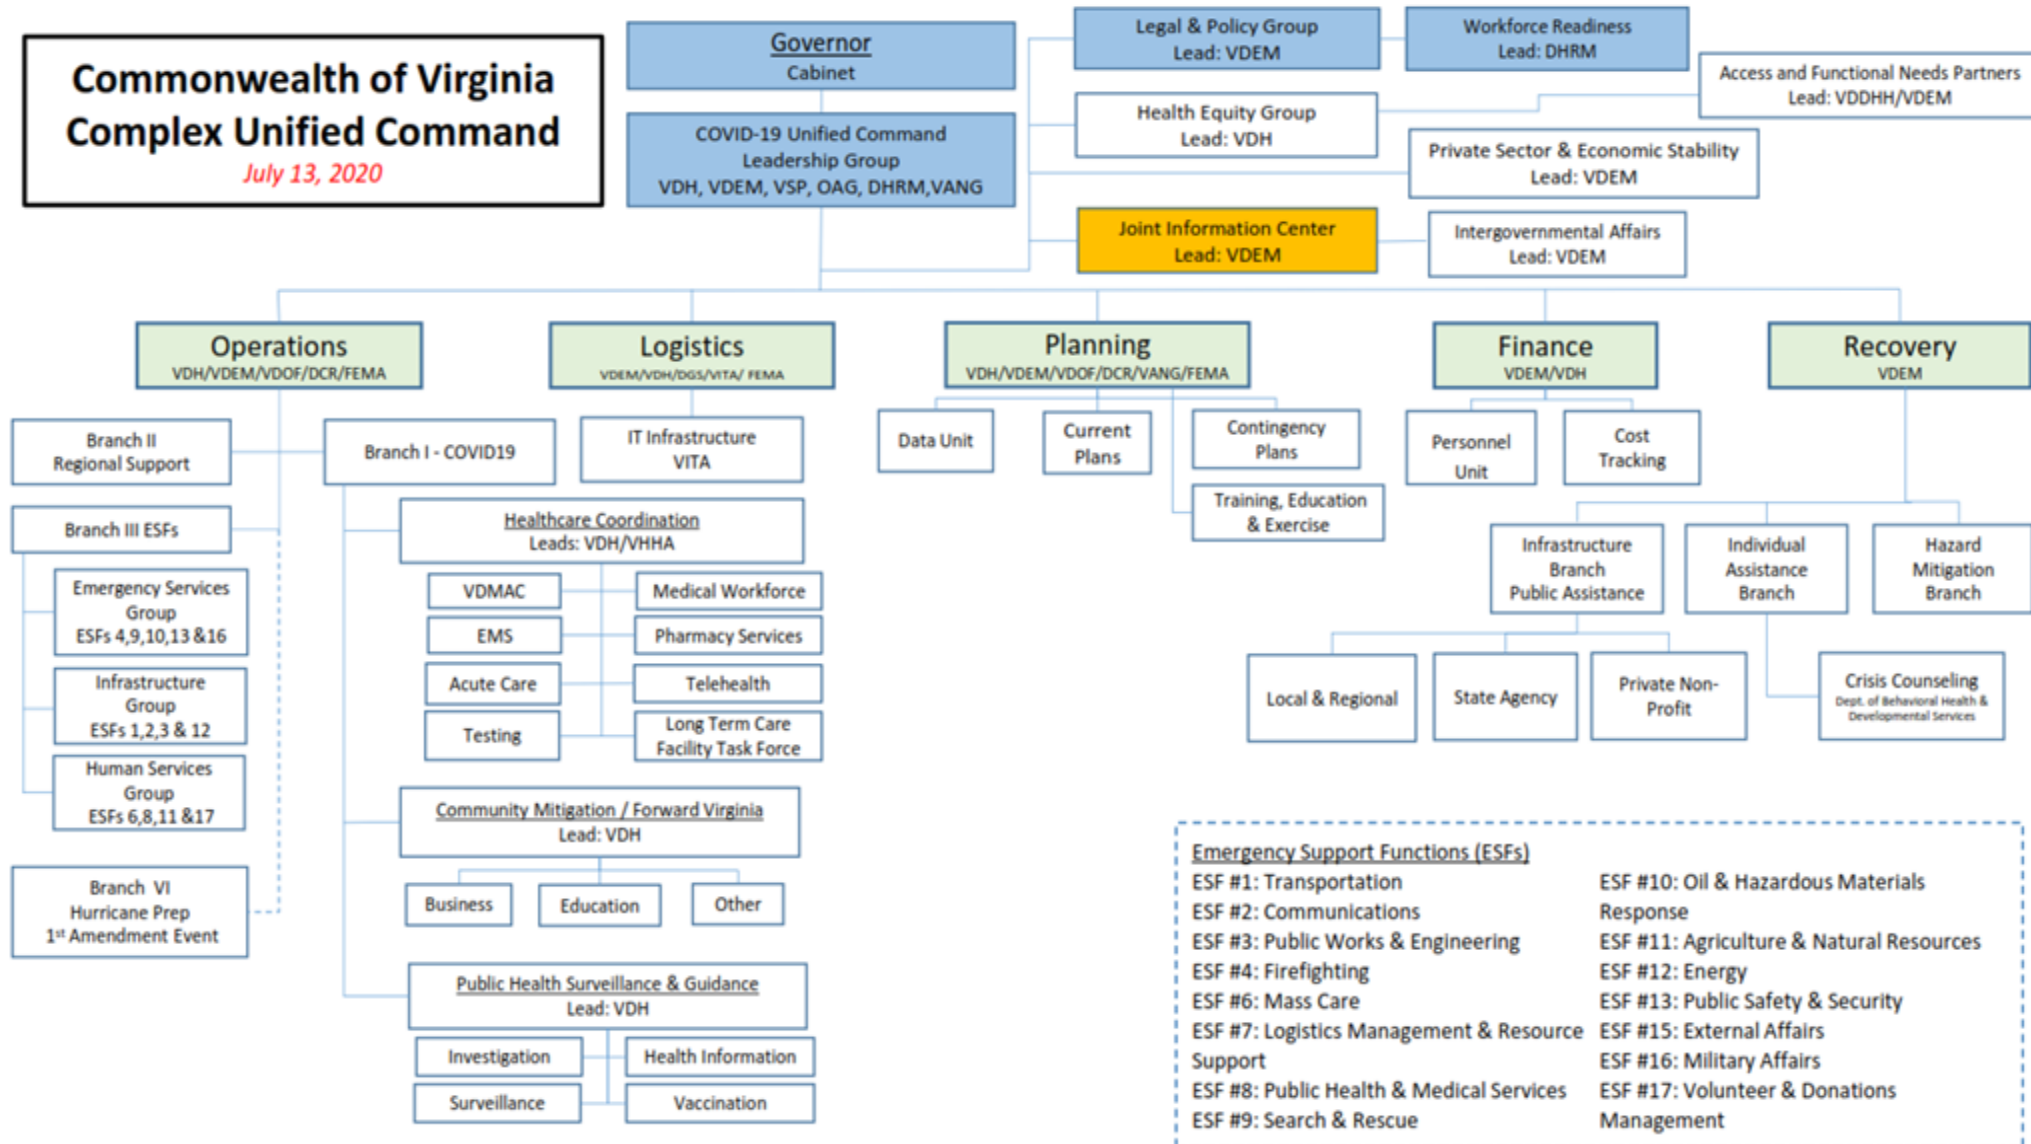 Commonwealth of Virginia
Complex Unified Command
July 13, 2020
Governor
Cabinet
COVID-19 Unified Command
Leadership Group
VDH, VDEM, VSP, OAG, DHRM,VANG
Legal & Policy Group
Lead: VDEM
Workforce Readiness
Lead: DHRM
Health Equity Group
Lead: VDH
Access and Functional Needs Partners
Lead: VDDHH/VDEM
Private Sector & Economic Stability
Lead: VDEM
Joint Information Center
Lead: VDEM
Intergovernmental Affairs
Lead: VDEM
Operations
VDH/VDEM/VDOF/DCR/FEMA
Logistics
VDEM/VDH/DGS/VITA/ FEMA
Planning
VDH/VDEM/VDOF/DCR/VANG/FEMA
Finance
VDEM/VDH
Recovery
VDEM
Branch II
Regional Support
Branch I - COVID19
Branch III ESFs
Emergency Services
Group
ESFs 4,9,10,13 &16
Infrastructure
Group
ESFs 1,2,3 & 12
Human Services
Group
ESFs 6,8,11 &17
Branch VI
Hurricane Prep
1st Amendment Event
IT Infrastructure
VITA
Healthcare Coordination
Leads: VDH/VHHA
VDMAC
Medical Workforce
EMS
Pharmacy Services
Acute Care
Telehealth
Testing
Long Term Care
Facility Task Force
Community Mitigation / Forward Virginia
Lead: VDH
Business
Education
Other
Public Health Surveillance & Guidance
Lead: VDH
Investigation
Health Information
Surveillance
Vaccination
Data Unit
Current
Plans
Contingency
Plans
Training, Education
& Exercise
Personnel
Unit
Cost
Tracking
Infrastructure
Branch
Public Assistance
Individual
Assistance
Branch
Hazard
Mitigation
Branch
Local & Regional
State Agency
Private Non-
Profit
Crisis Counseling
Dept. of Behavioral Health &
Developmental Services
Emergency Support Functions (ESFs)
ESF #1: Transportation
ESF #2: Communications
ESF #3: Public Works & Engineering
ESF #4: Firefighting
ESF #6: Mass Care
ESF #7: Logistics Management & Resource
Support
ESF #8: Public Health & Medical Services
ESF #9: Search & Rescue
ESF #10: Oil & Hazardous Materials
Response
ESF #11: Agriculture & Natural Resources
ESF #12: Energy
ESF #13: Public Safety & Security
ESF #15: External Affairs
ESF #16: Military Affairs
ESF #17: Volunteer & Donations
Management